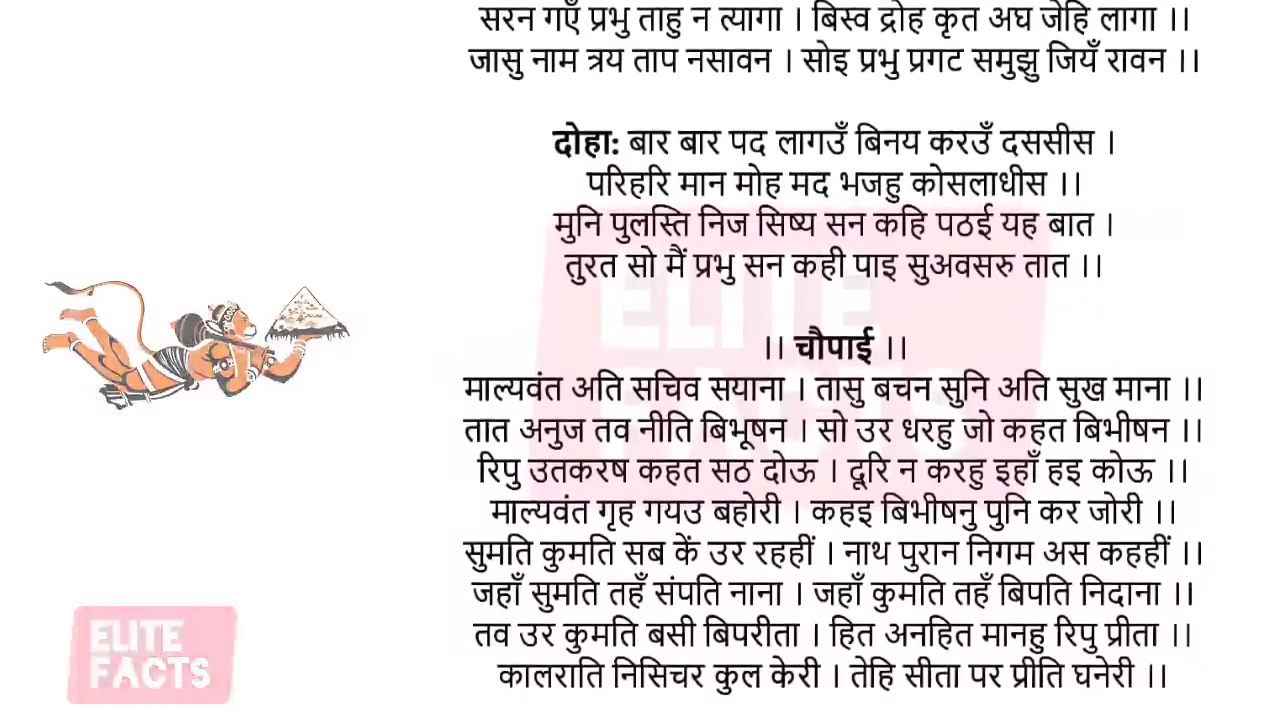 सरन गएँ प्रभु ताहु न त्यागा । बिस्व द्रोह कृत अघ जेहि लागा ।।
जासु नाम त्रय ताप नसावन । सोइ प्रभु प्रगट समुझु जियँ रावन ।।
दोहा: बार बार पद लागउँ बिनय करउँ दससीस ।
परिहरि मान मोह मद भजहु कोसलाधीस ।।
मुनि पुलस्ति निज सिष्य सन कहि पठई यह बात ।
तुरत सो मैं प्रभु सन कही पाइ सुअवसरु तात ।।
ELITE
FACTS
।। चौपाई ।।
माल्यवंत अति सचिव सयाना । तासु बचन सुनि अति सुख माना ।।
तात अनुज तव नीति बिभूषन । सो उर धरहु जो कहत बिभीषन ।।
रिपु उतकरष कहत सठ दोऊ । दूरि न करहु इहाँ हइ कोऊ ।।
माल्यवंत गृह गयउ बहोरी । कहइ बिभीषनु पुनि कर जोरी ।।
सुमति कुमति सब कें उर रहहीं । नाथ पुरान निगम अस कहहीं ।।
जहाँ सुमति तहँ संपति नाना । जहाँ कुमति तहँ बिपति निदाना ।।
तव उर कुमति बसी बिपरीता । हित अनहित मानहु रिपु प्रीता ।।
कालराति निसिचर कुल केरी । तेहि सीता पर प्रीति घनेरी ।।
ELITE
FACTS